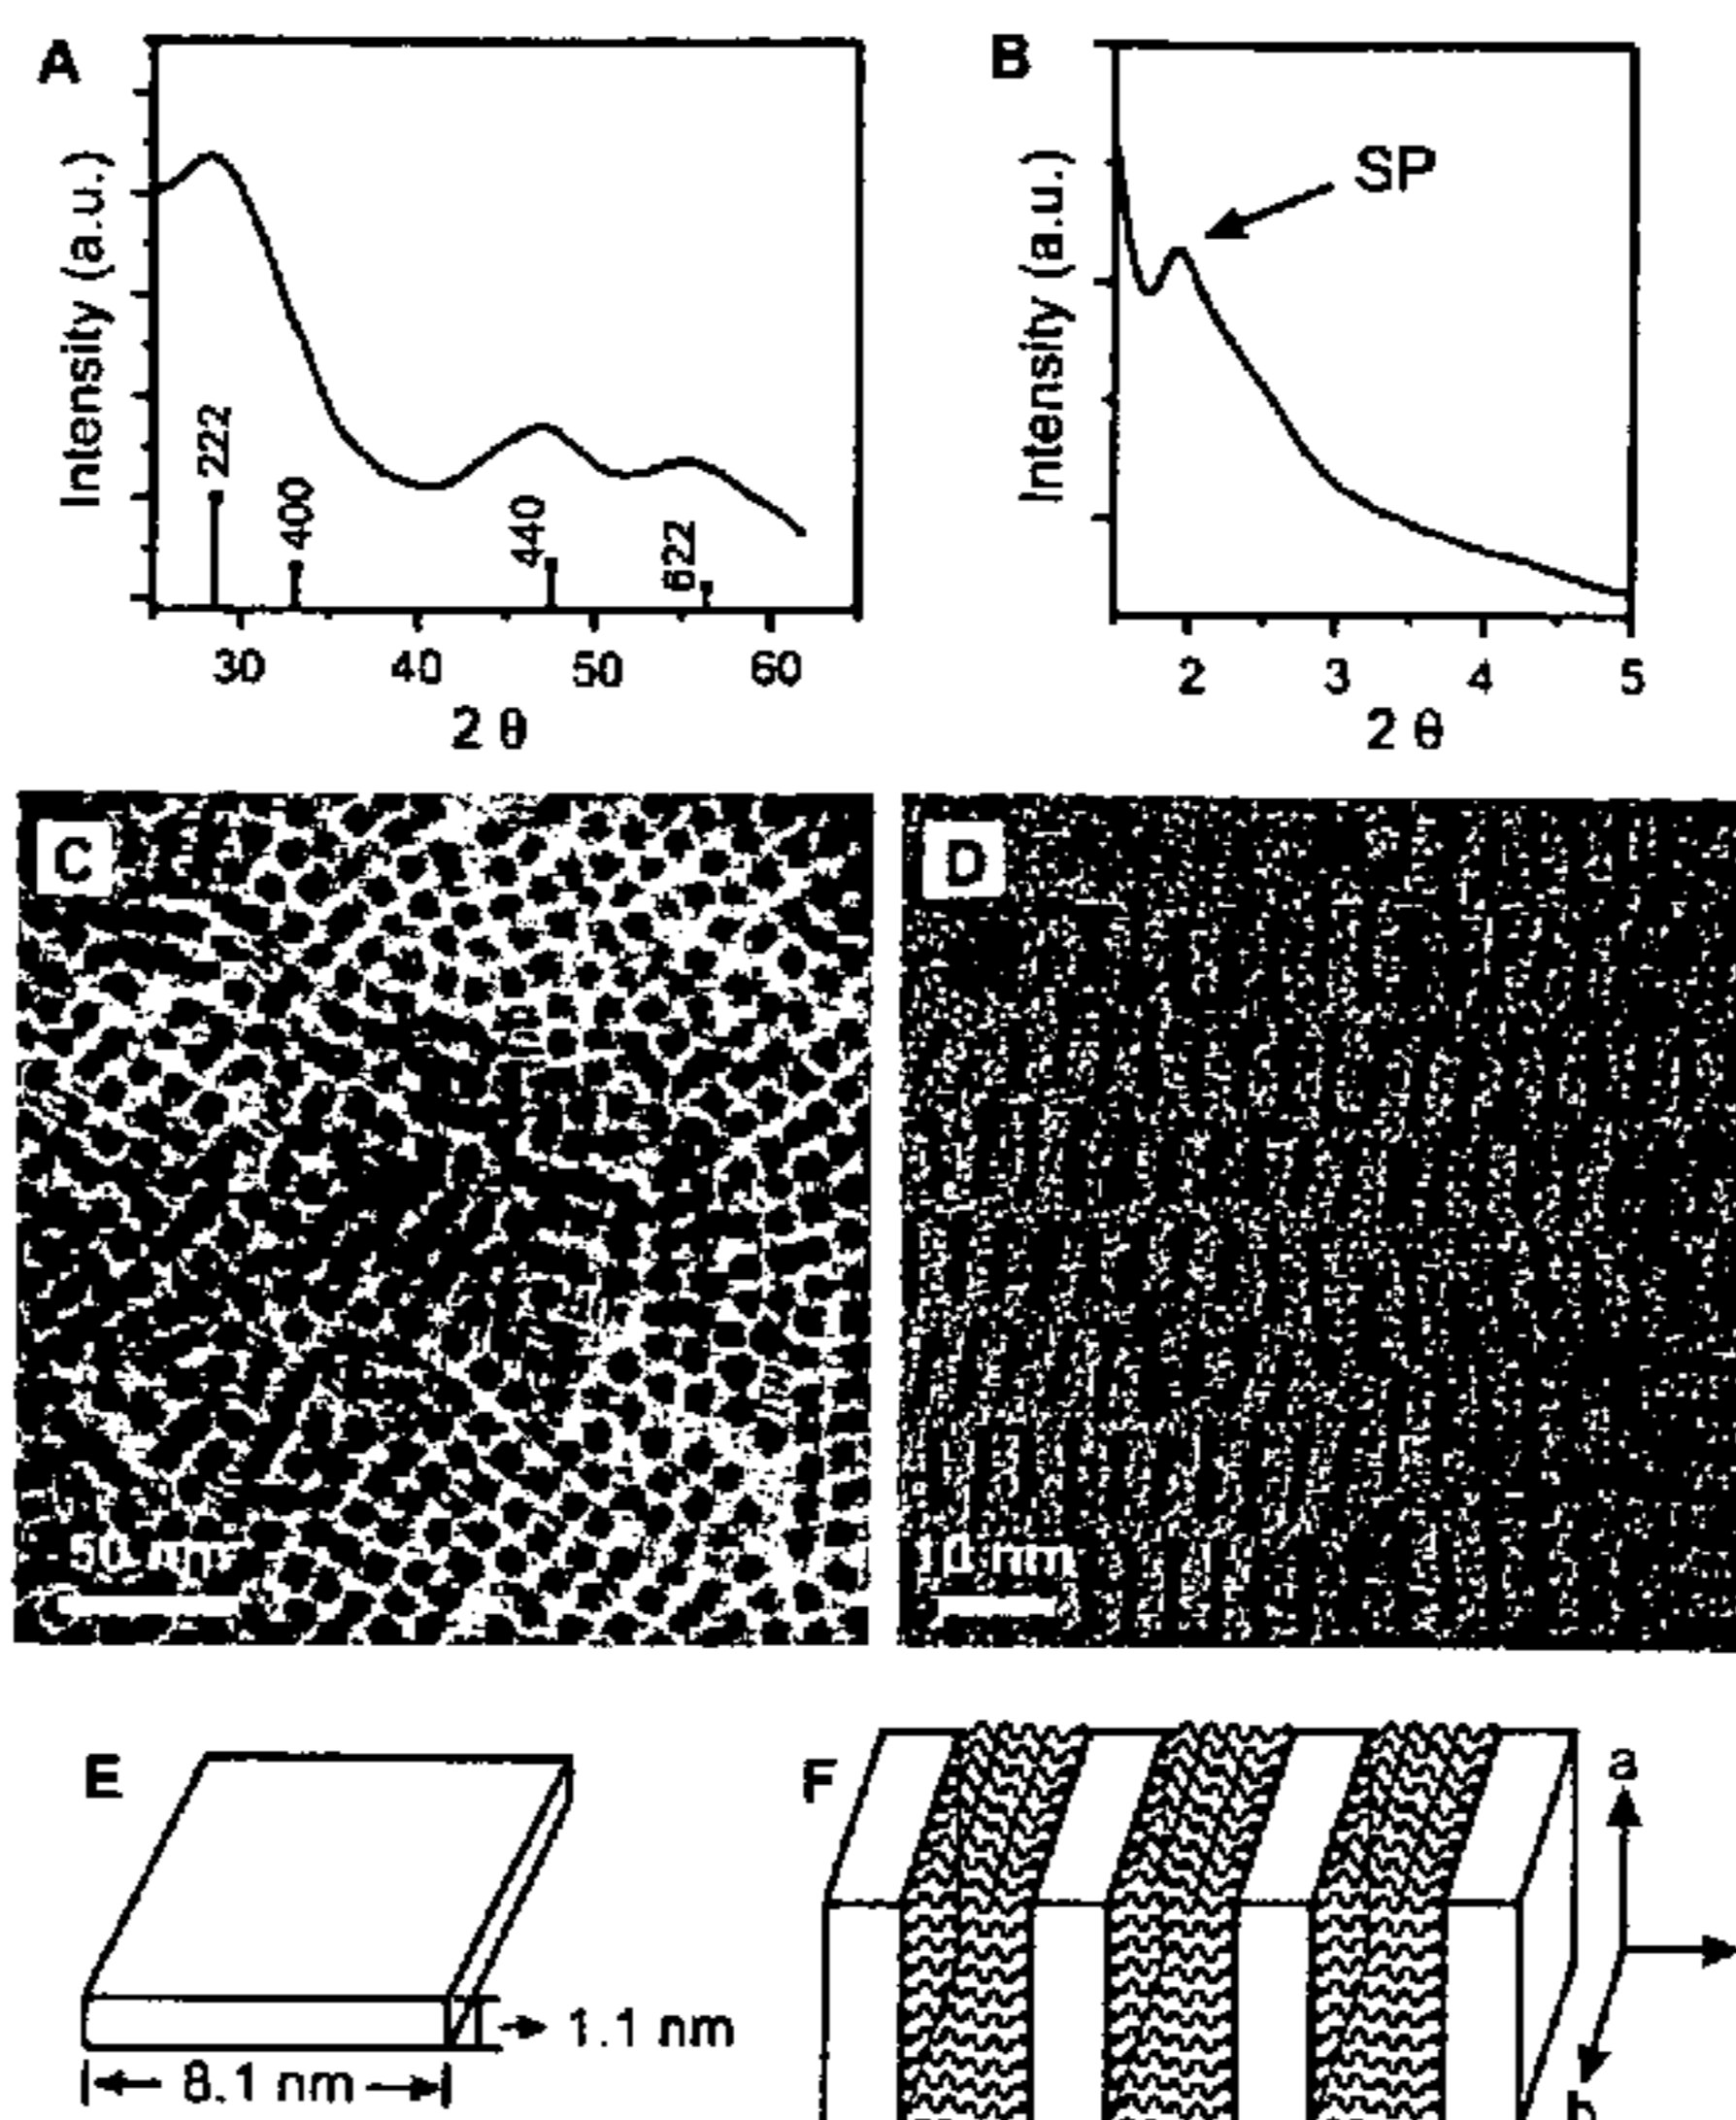 A
Intensity (a.u.)
222
400
440
622
30 40 50 60
2 θ
B
Intensity (a.u.)
SP
2 3 4 5
2 θ
C
50 nm
D
10 nm
E
1.1 nm
8.1 nm
F
a
b